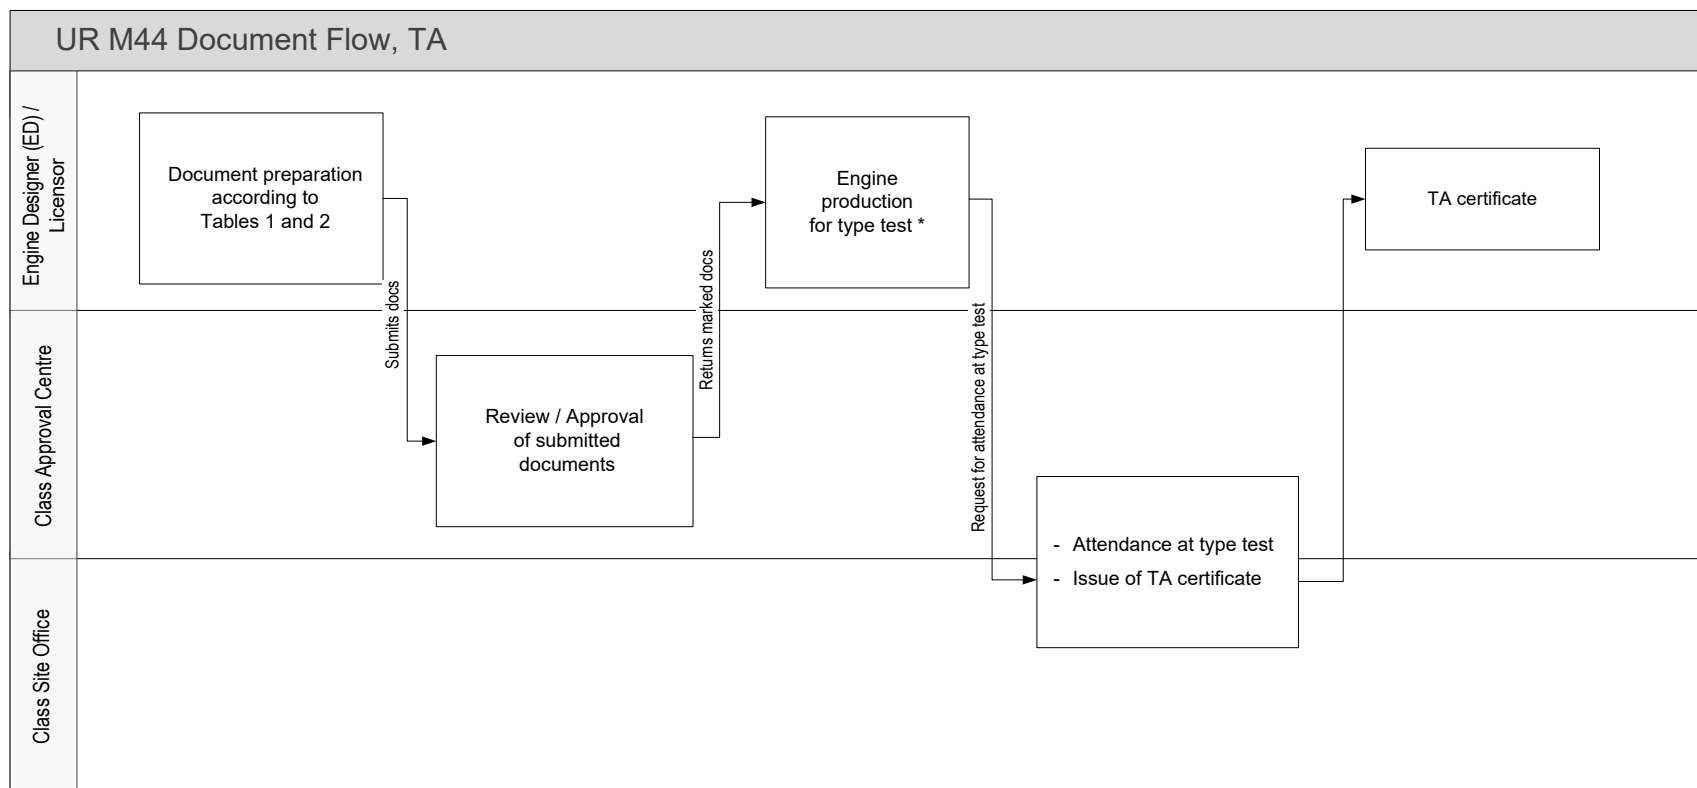 UR M44 Document Flow, TA
Engine Designer (ED) /
Licensor
Document preparation
according to
Tables 1 and 2
Submits docs
Returns marked docs
Engine
production
for type test *
Request for attendance at type test
TA certificate
Class Approval Centre
Review / Approval
of submitted
documents
- Attendance at type test
- Issue of TA certificate
Class Site Office